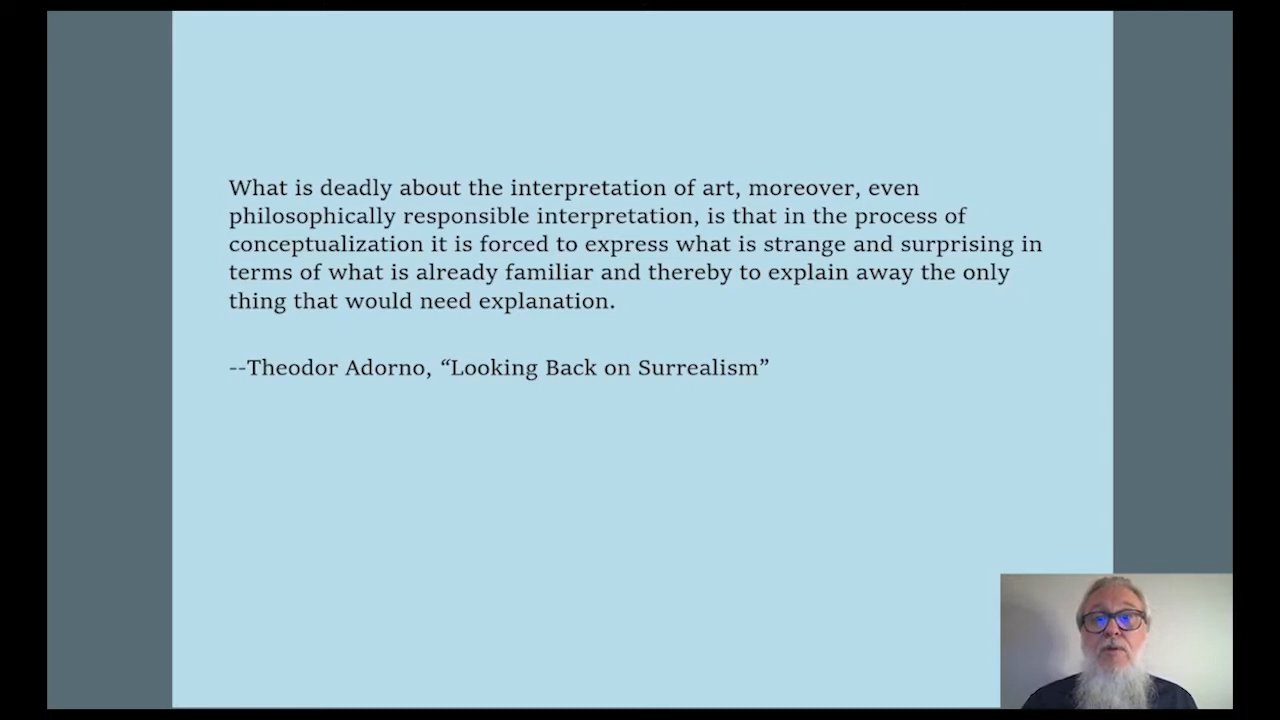 What is deadly about the interpretation of art, moreover, even
philosophically responsible interpretation, is that in the process of
conceptualization it is forced to express what is strange and surprising in
terms of what is already familiar and thereby to explain away the only
thing that would need explanation.
--Theodor Adorno, “Looking Back on Surrealism”